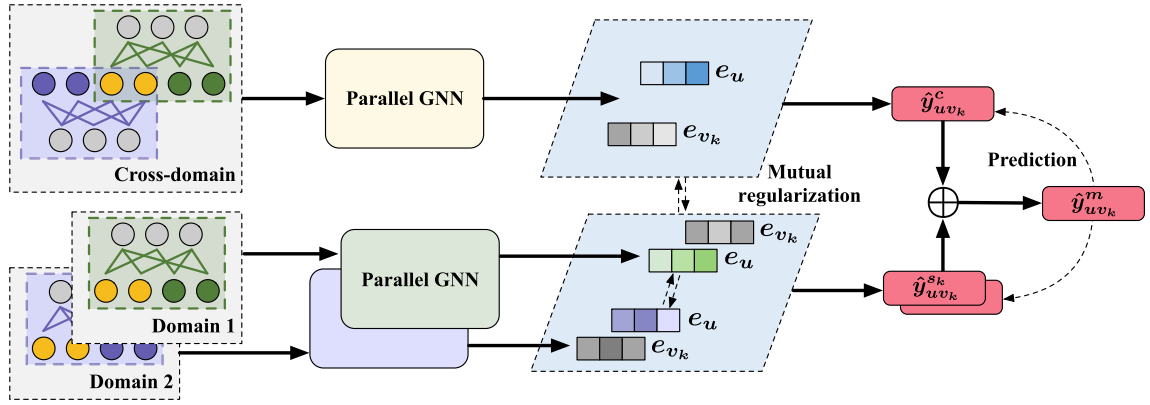 Cross-domain
Parallel GNN
e_u
e_{v_k}
ŷ^c_{uv_k}
Prediction
Mutual
regularization
ŷ^m_{uv_k}
Domain 1
Domain 2
Parallel GNN
e_{v_k}
e_u
e_u
e_{v_k}
ŷ^{s_k}_{uv_k}